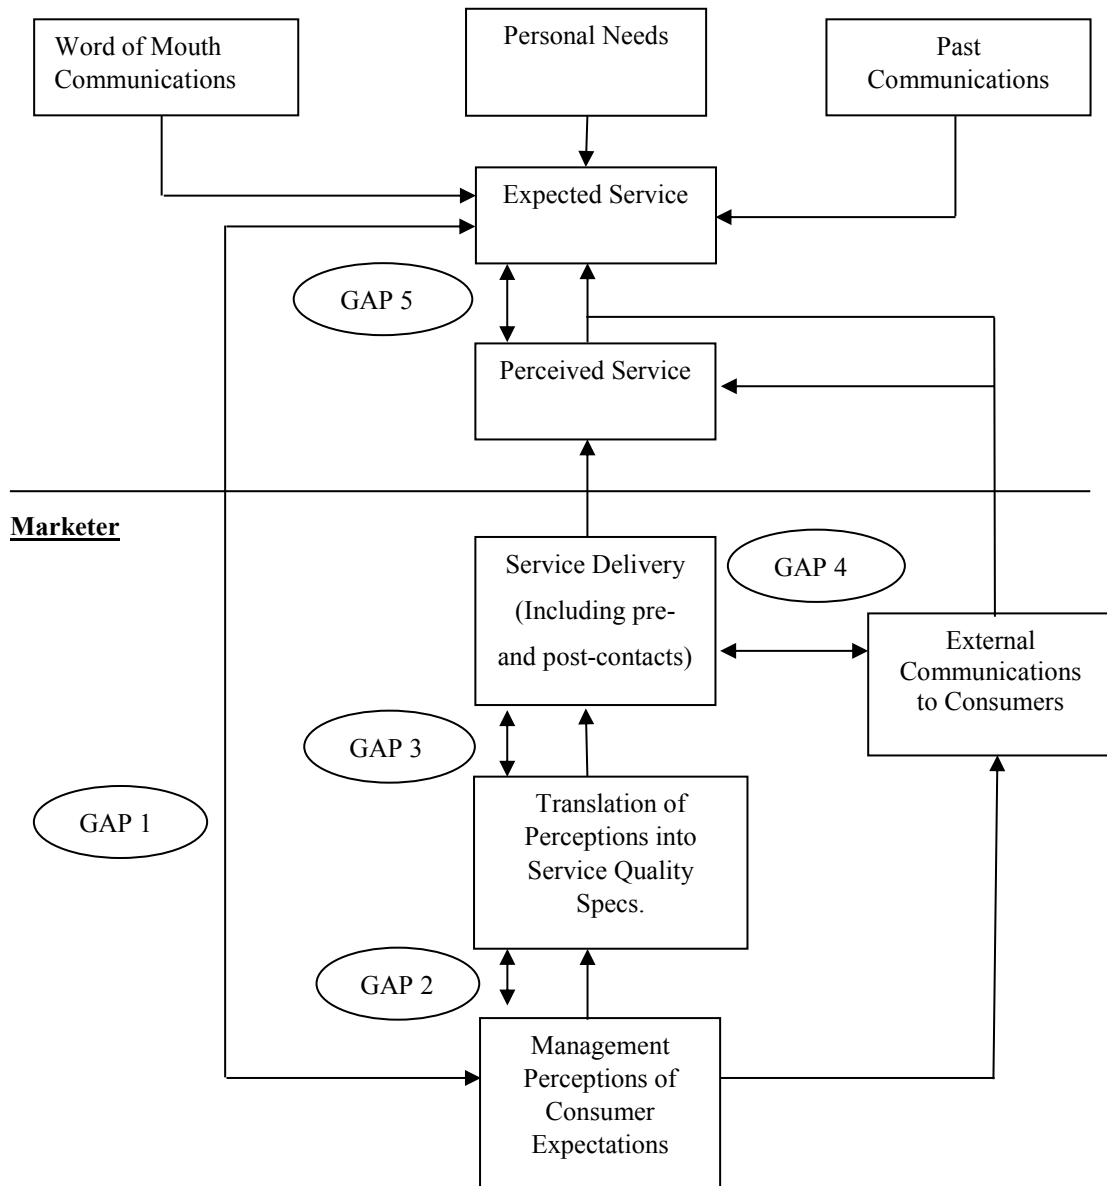 Word of Mouth
Communications
Personal Needs
Past
Communications
Expected Service
GAP 5
Perceived Service
Marketer
Service Delivery
(Including pre-
and post-contacts)
GAP 4
External
Communications
to Consumers
GAP 3
GAP 1
Translation of
Perceptions into
Service Quality
Specs.
GAP 2
Management
Perceptions of
Consumer
Expectations